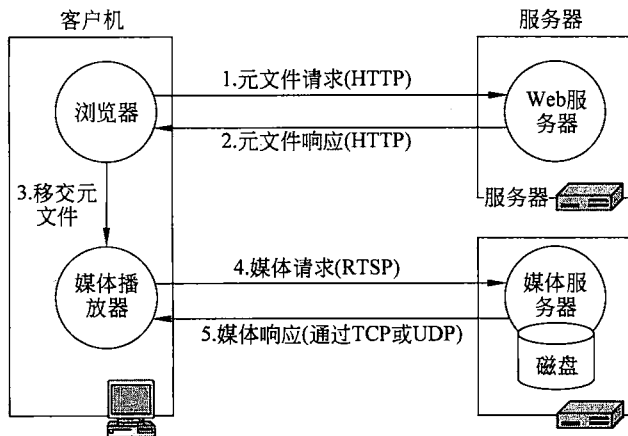 客户机
服务器
浏览器
1.元文件请求(HTTP)
Web服
务器
2.元文件响应(HTTP)
3.移交元
文件
服务器
媒体播
放器
4.媒体请求(RTSP)
媒体服
务器
5.媒体响应(通过TCP或UDP)
磁盘